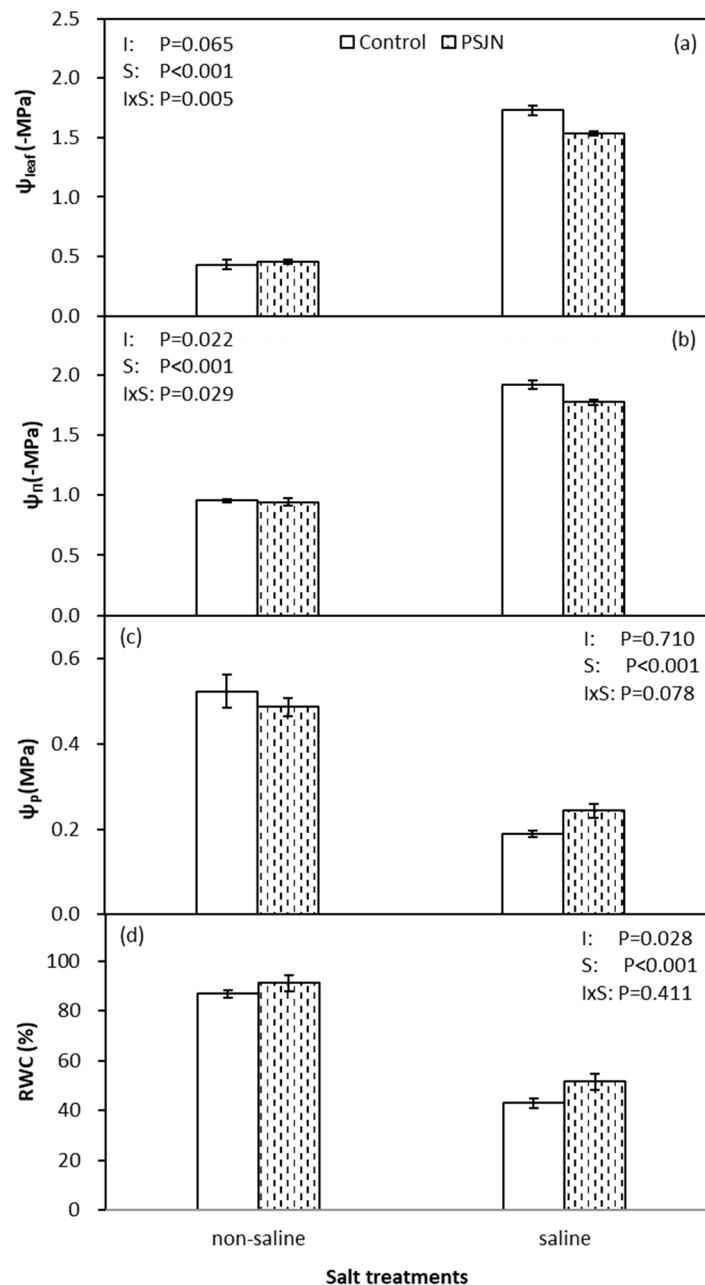 2.5
I: P=0.065
S: P<0.001
IxS: P=0.005
Control PSJN
(a)
2.0
1.5
1.0
0.5
0.0
Ψleaf(-MPa)
I: P=0.022
S: P<0.001
IxS: P=0.029
(b)
2.0
1.5
1.0
0.5
0.0
ΨΠ(-MPa)
(c)
I: P=0.710
S: P<0.001
IxS: P=0.078
0.6
0.4
0.2
0.0
Ψp(MPa)
(d)
I: P=0.028
S: P<0.001
IxS: P=0.411
100
80
60
40
20
0
RWC (%)
non-saline saline
Salt treatments